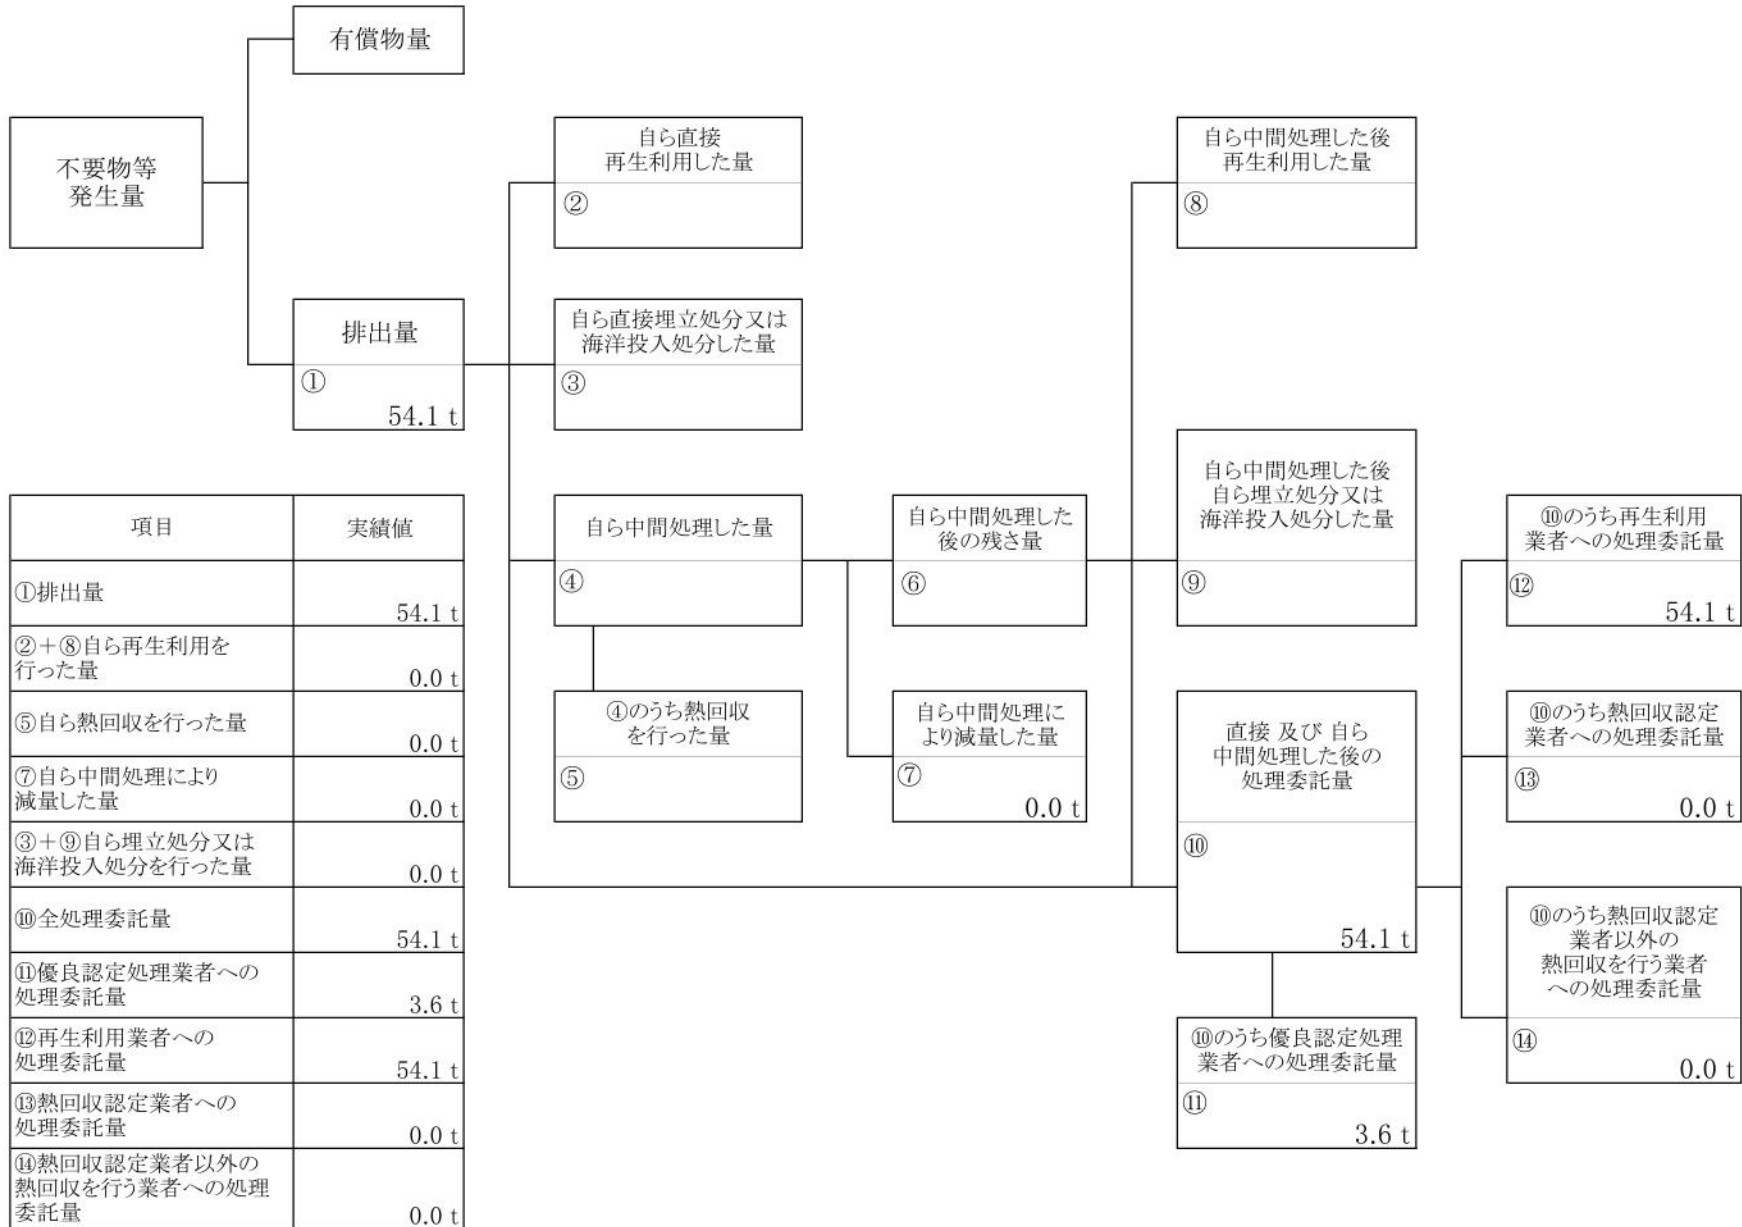 有償物量
不要物等
発生量
自ら直接
再生利用した量
②
自ら中間処理した後
再生利用した量
⑧
排出量
①
54.1 t
自ら直接埋立処分又は
海洋投入処分した量
③
自ら中間処理した量
④
自ら中間処理した
後の残さ量
⑥
自ら中間処理した後
自ら埋立処分又は
海洋投入処分した量
⑨
⑩のうち再生利用
業者への処理委託量
⑫
54.1 t
④のうち熱回収
を行った量
⑤
自ら中間処理に
より減量した量
⑦
0.0 t
直接 及び 自ら
中間処理した後の
処理委託量
⑩
54.1 t
⑩のうち熱回収認定
業者への処理委託量
⑬
0.0 t
⑩のうち熱回収認定
業者以外の
熱回収を行う業者
への処理委託量
⑭
0.0 t
⑩のうち優良認定処理
業者への処理委託量
⑪
3.6 t
項目 実績値
①排出量
54.1 t
②+⑧自ら再生利用を
行った量
0.0 t
⑤自ら熱回収を行った量
0.0 t
⑦自ら中間処理により
減量した量
0.0 t
③+⑨自ら埋立処分又は
海洋投入処分を行った量
0.0 t
⑩全処理委託量
54.1 t
⑪優良認定処理業者への
処理委託量
3.6 t
⑫再生利用業者への
処理委託量
54.1 t
⑬熱回収認定業者への
処理委託量
0.0 t
⑭熱回収認定業者以外の
熱回収を行う業者への処理
委託量
0.0 t